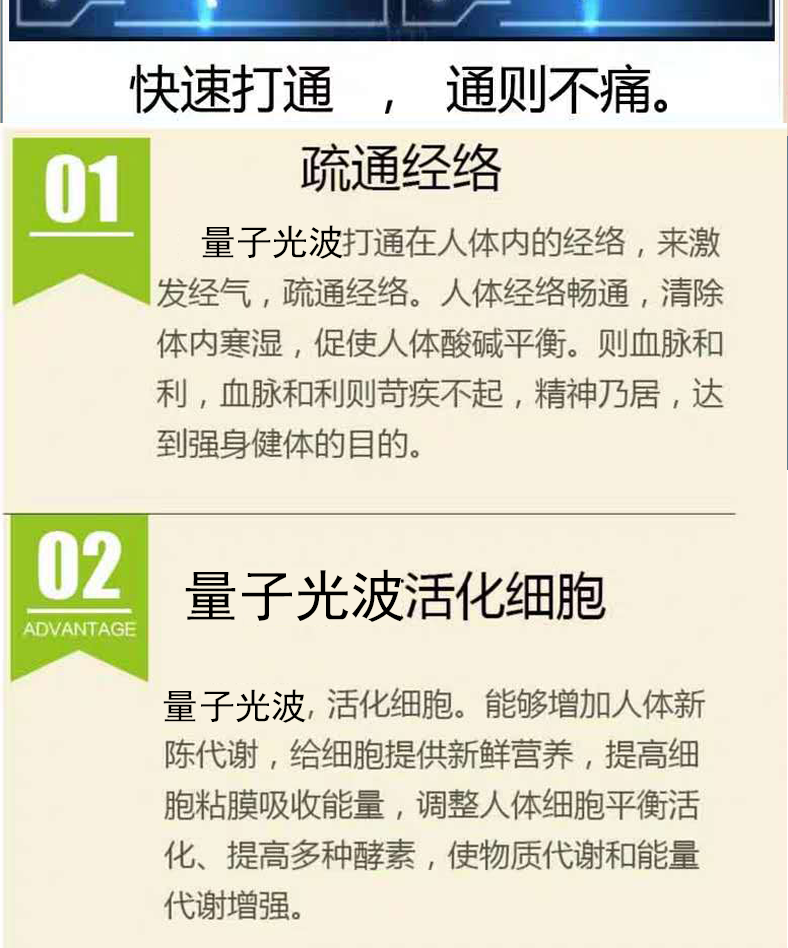 快速打通 ， 通则不痛。
01
疏通经络
量子光波打通在人体内的经络，来激
发经气，疏通经络。人体经络畅通，清除
体内寒湿，促使人体酸碱平衡。则血脉和
利，血脉和利则苛疾不起，精神乃居，达
到强身健体的目的。
02
ADVANTAGE
量子光波活化细胞
量子光波, 活化细胞。能够增加人体新
陈代谢，给细胞提供新鲜营养，提高细
胞粘膜吸收能量，调整人体细胞平衡活
化、提高多种酵素，使物质代谢和能量
代谢增强。